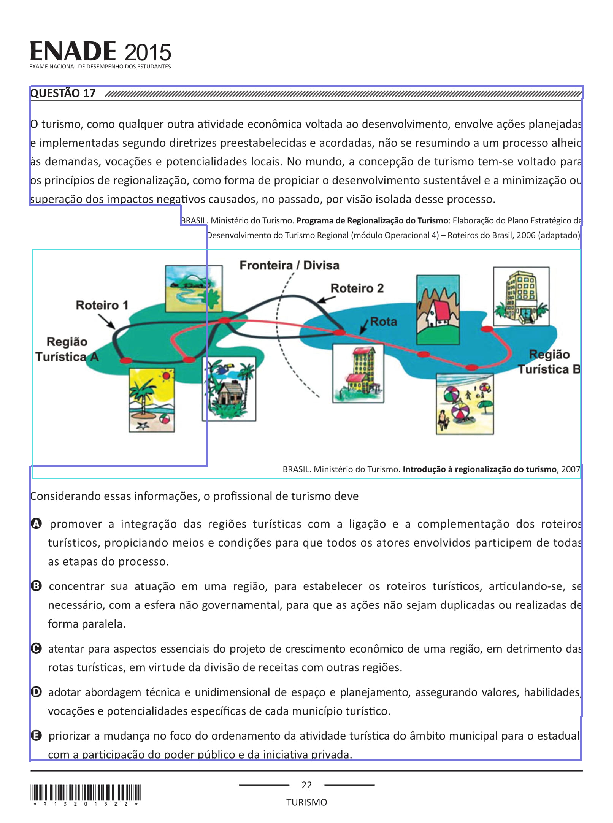 ENADE 2015
EXAME NACIONAL DE DESEMPENHO DOS ESTUDANTES
QUESTÃO 17
O turismo, como qualquer outra atividade econômica voltada ao desenvolvimento, envolve ações planejadas
e implementadas segundo diretrizes preestabelecidas e acordadas, não se resumindo a um processo alheio
às demandas, vocações e potencialidades locais. No mundo, a concepção de turismo tem-se voltado para
os princípios de regionalização, como forma de propiciar o desenvolvimento sustentável e a minimização ou
superação dos impactos negativos causados, no passado, por visão isolada desse processo.
BRASIL. Ministério do Turismo. Programa de Regionalização do Turismo: Elaboração do Plano Estratégico de
Desenvolvimento do Turismo Regional (módulo Operacional 4) – Roteiros do Brasil, 2006 (adaptado).
Fronteira / Divisa
Roteiro 2
Roteiro 1
Rota
Região
Turística A
Região
Turística B
BRASIL. Ministério do Turismo. Introdução à regionalização do turismo, 2007.
Considerando essas informações, o profissional de turismo deve
A promover a integração das regiões turísticas com a ligação e a complementação dos roteiros
turísticos, propiciando meios e condições para que todos os atores envolvidos participem de todas
as etapas do processo.
B concentrar sua atuação em uma região, para estabelecer os roteiros turísticos, articulando-se, se
necessário, com a esfera não governamental, para que as ações não sejam duplicadas ou realizadas de
forma paralela.
C atentar para aspectos essenciais do projeto de crescimento econômico de uma região, em detrimento das
rotas turísticas, em virtude da divisão de receitas com outras regiões.
D adotar abordagem técnica e unidimensional de espaço e planejamento, assegurando valores, habilidades,
vocações e potencialidades específicas de cada município turístico.
E priorizar a mudança no foco do ordenamento da atividade turística do âmbito municipal para o estadual,
com a participação do poder público e da iniciativa privada.
22
TURISMO